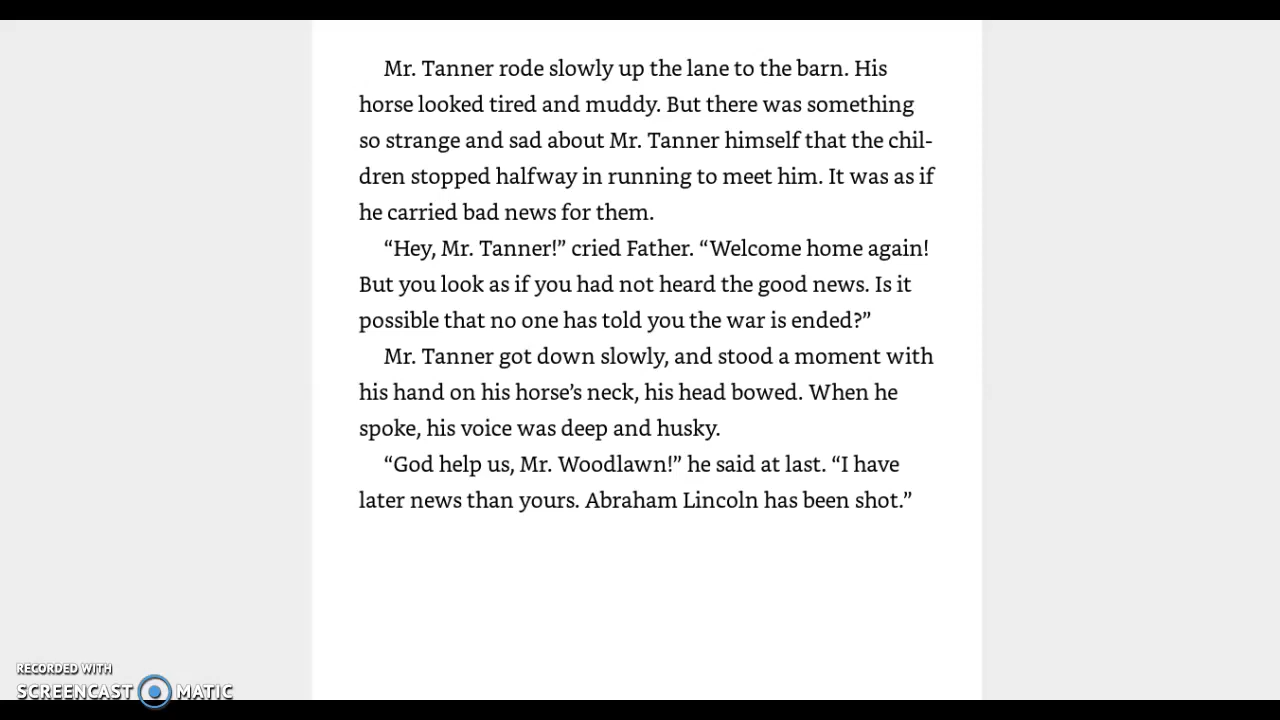 Mr. Tanner rode slowly up the lane to the barn. His
horse looked tired and muddy. But there was something
so strange and sad about Mr. Tanner himself that the chil-
dren stopped halfway in running to meet him. It was as if
he carried bad news for them.
“Hey, Mr. Tanner!” cried Father. “Welcome home again!
But you look as if you had not heard the good news. Is it
possible that no one has told you the war is ended?”
Mr. Tanner got down slowly, and stood a moment with
his hand on his horse’s neck, his head bowed. When he
spoke, his voice was deep and husky.
“God help us, Mr. Woodlawn!” he said at last. “I have
later news than yours. Abraham Lincoln has been shot.”
RECORDED WITH
SCREENCAST MATIC